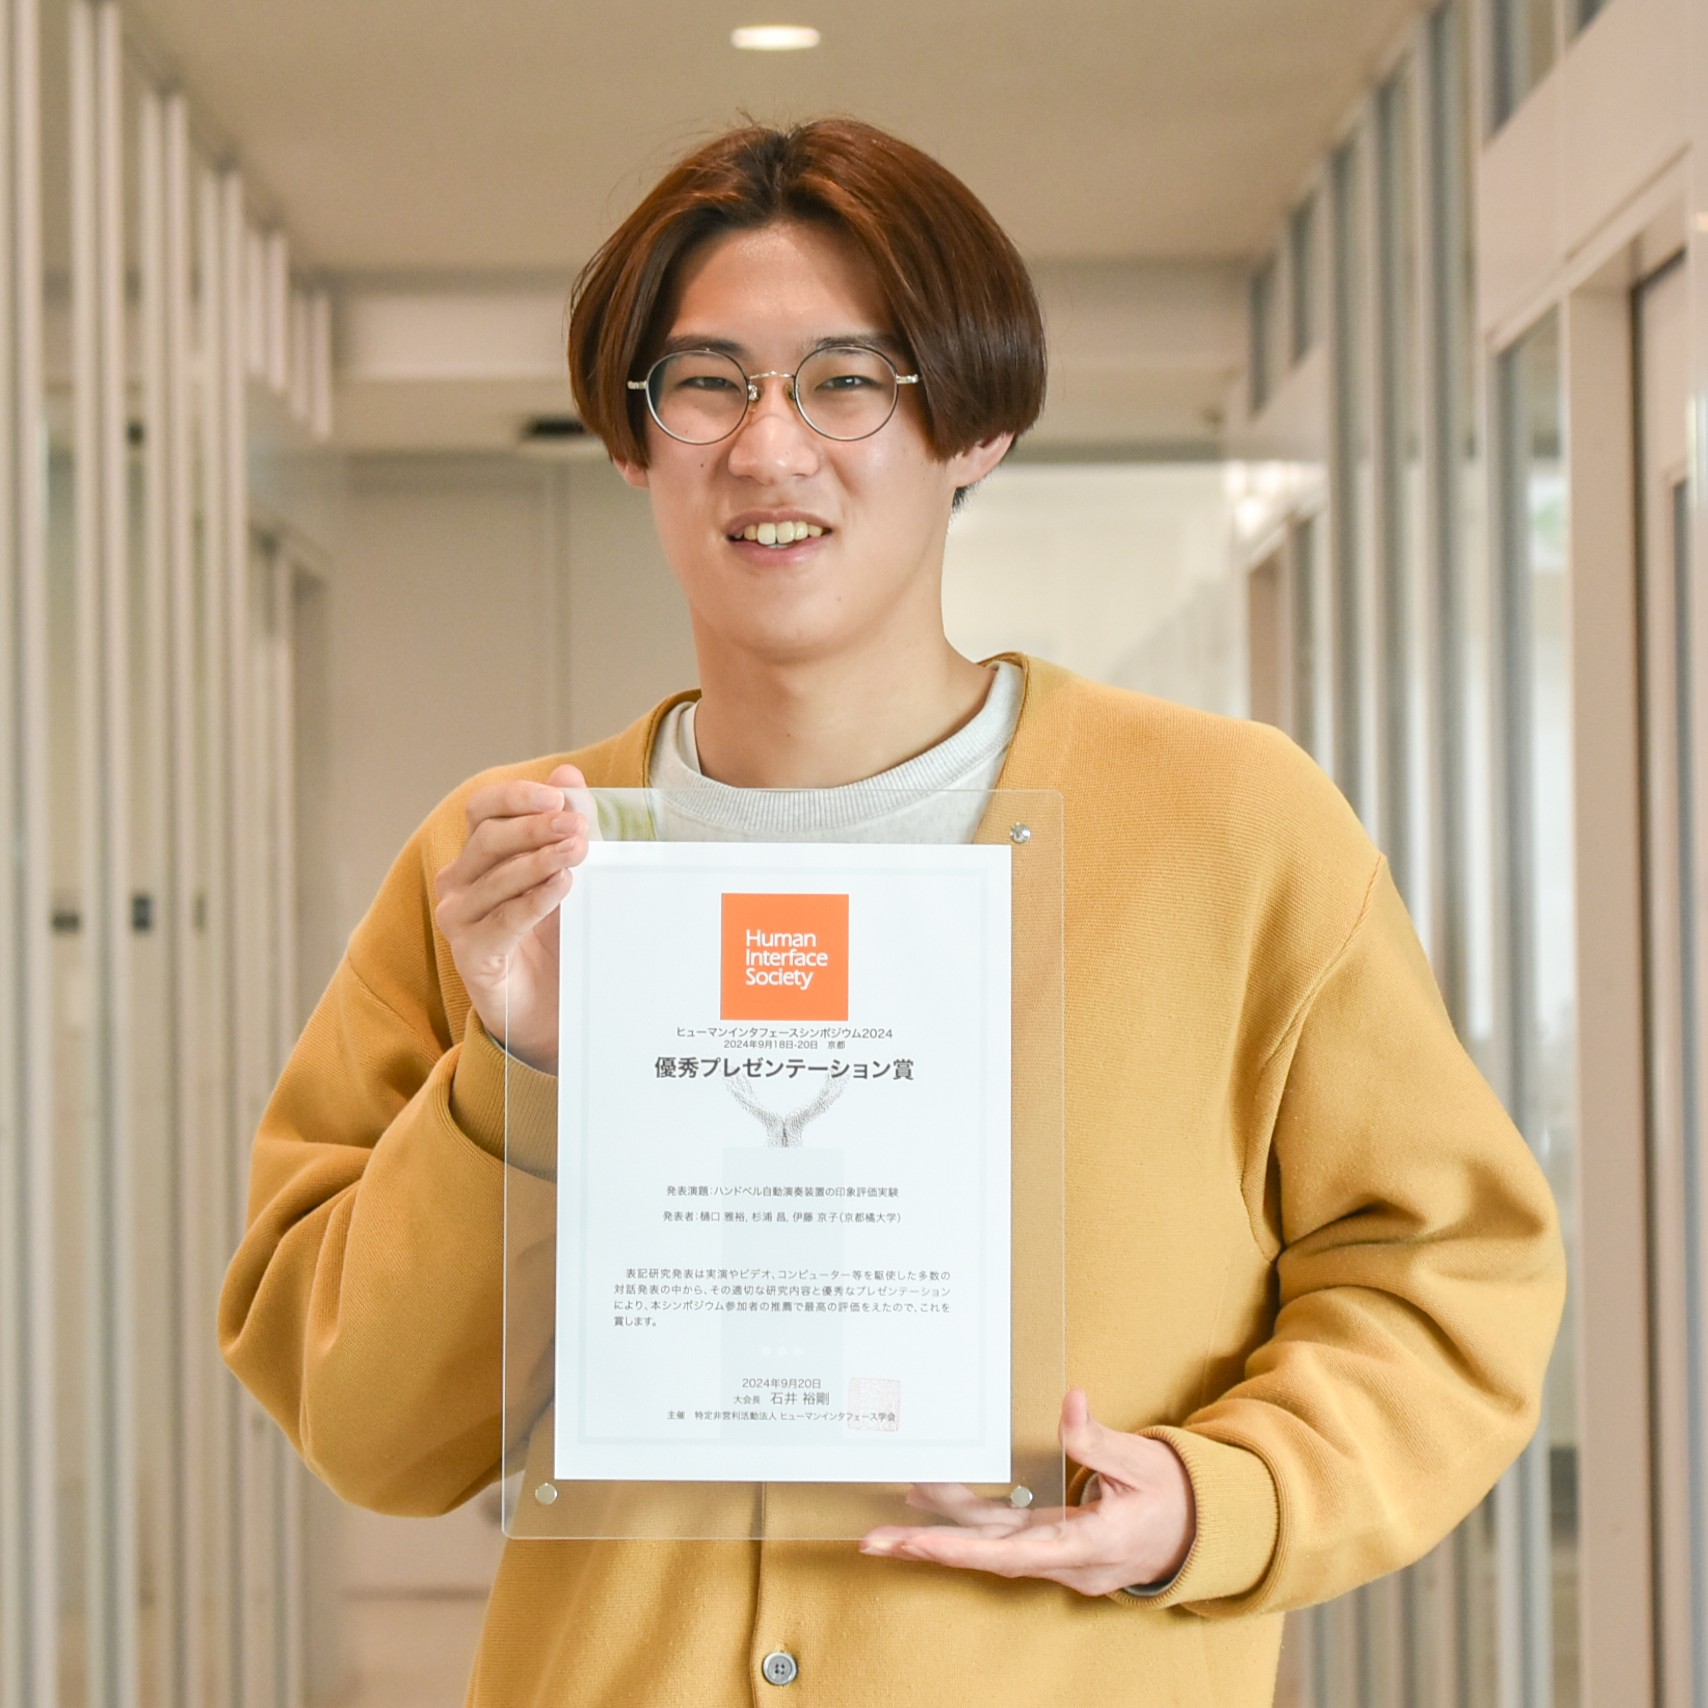 Human
Interface
Society
ヒューマンインタフェースシンポジウム2024
2024年9月18日-20日　京都
優秀プレゼンテーション賞
発表演題：ハンドベル自動演奏装置の印象評価実験
発表者：樋口 雅裕, 杉浦 昌, 伊藤 京子（京都橘大学）
表記研究発表は実演やビデオ、コンピューター等を駆使した多数の
対話発表の中から、その適切な研究内容と優秀なプレゼンテーション
により、本シンポジウム参加者の推薦で最高の評価をえたので、これを
賞します。
2024年9月20日
大会長　石井 裕剛
主催　特定非営利活動法人 ヒューマンインタフェース学会